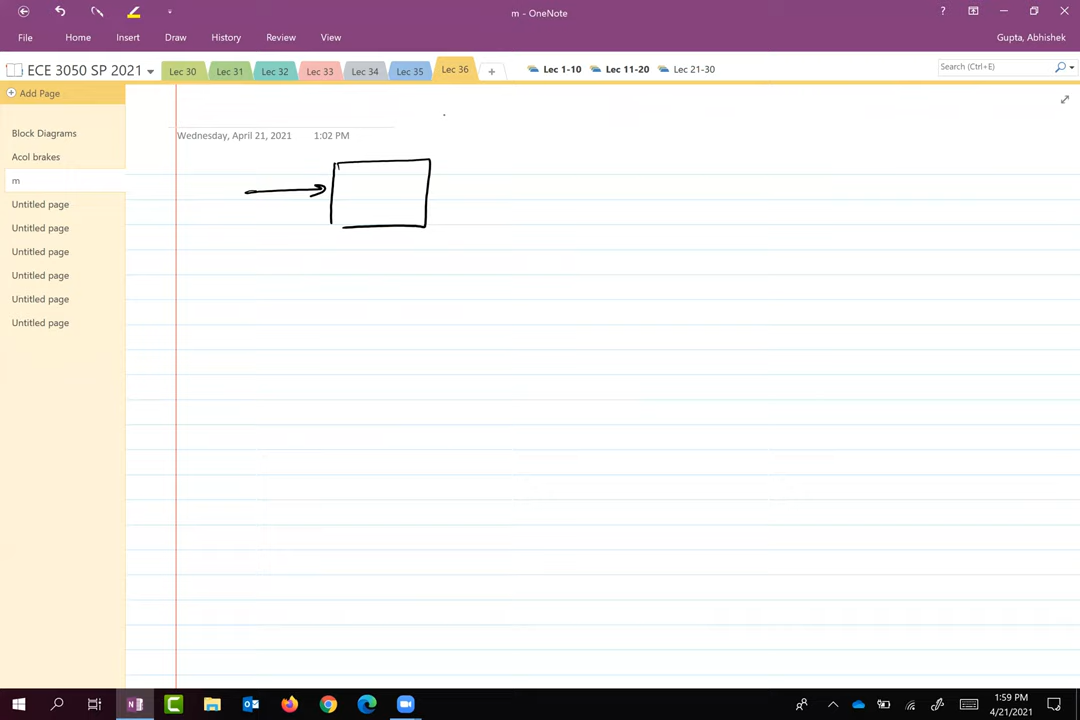 m - OneNote
?
Gupta, Abhishek
File
Home
Insert
Draw
History
Review
View
ECE 3050 SP 2021
Lec 30
Lec 31
Lec 32
Lec 33
Lec 34
Lec 35
Lec 36
+
Lec 1-10
Lec 11-20
Lec 21-30
Search (Ctrl+E)
Add Page
Wednesday, April 21, 2021 1:02 PM
Block Diagrams
Acol brakes
m
Untitled page
Untitled page
Untitled page
Untitled page
Untitled page
Untitled page
1:59 PM
4/21/2021